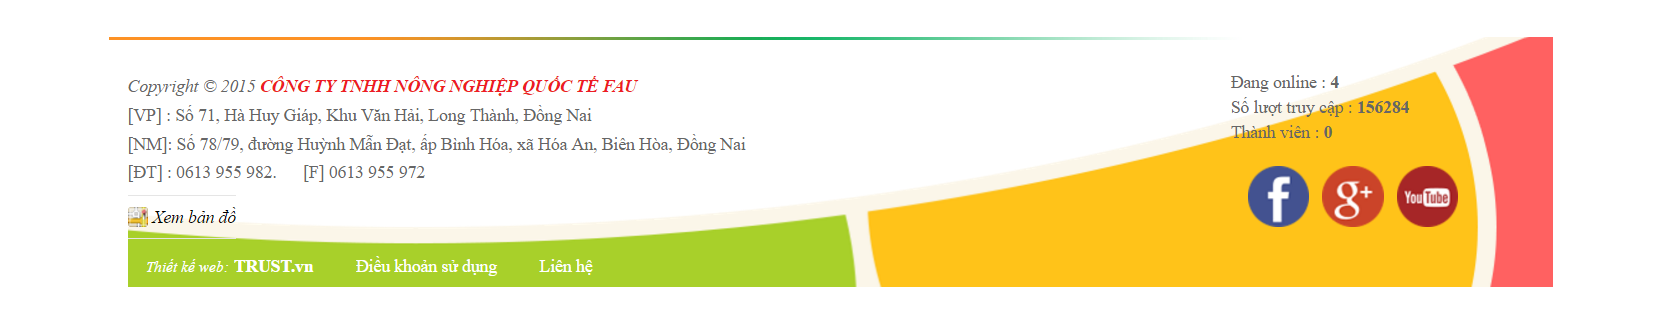 Copyright © 2015 CÔNG TY TNHH NÔNG NGHIỆP QUỐC TẾ FAU
[VP] : Số 71, Hà Huy Giáp, Khu Văn Hải, Long Thành, Đồng Nai
[NM]: Số 78/79, đường Huỳnh Mẫn Đạt, ấp Bình Hóa, xã Hóa An, Biên Hòa, Đồng Nai
[ĐT] : 0613 955 982. [F] 0613 955 972
Xem bản đồ
Thiết kế web: TRUST.vn Điều khoản sử dụng Liên hệ
Đang online : 4
Số lượt truy cập : 156284
Thành viên : 0
f g+ YouTube